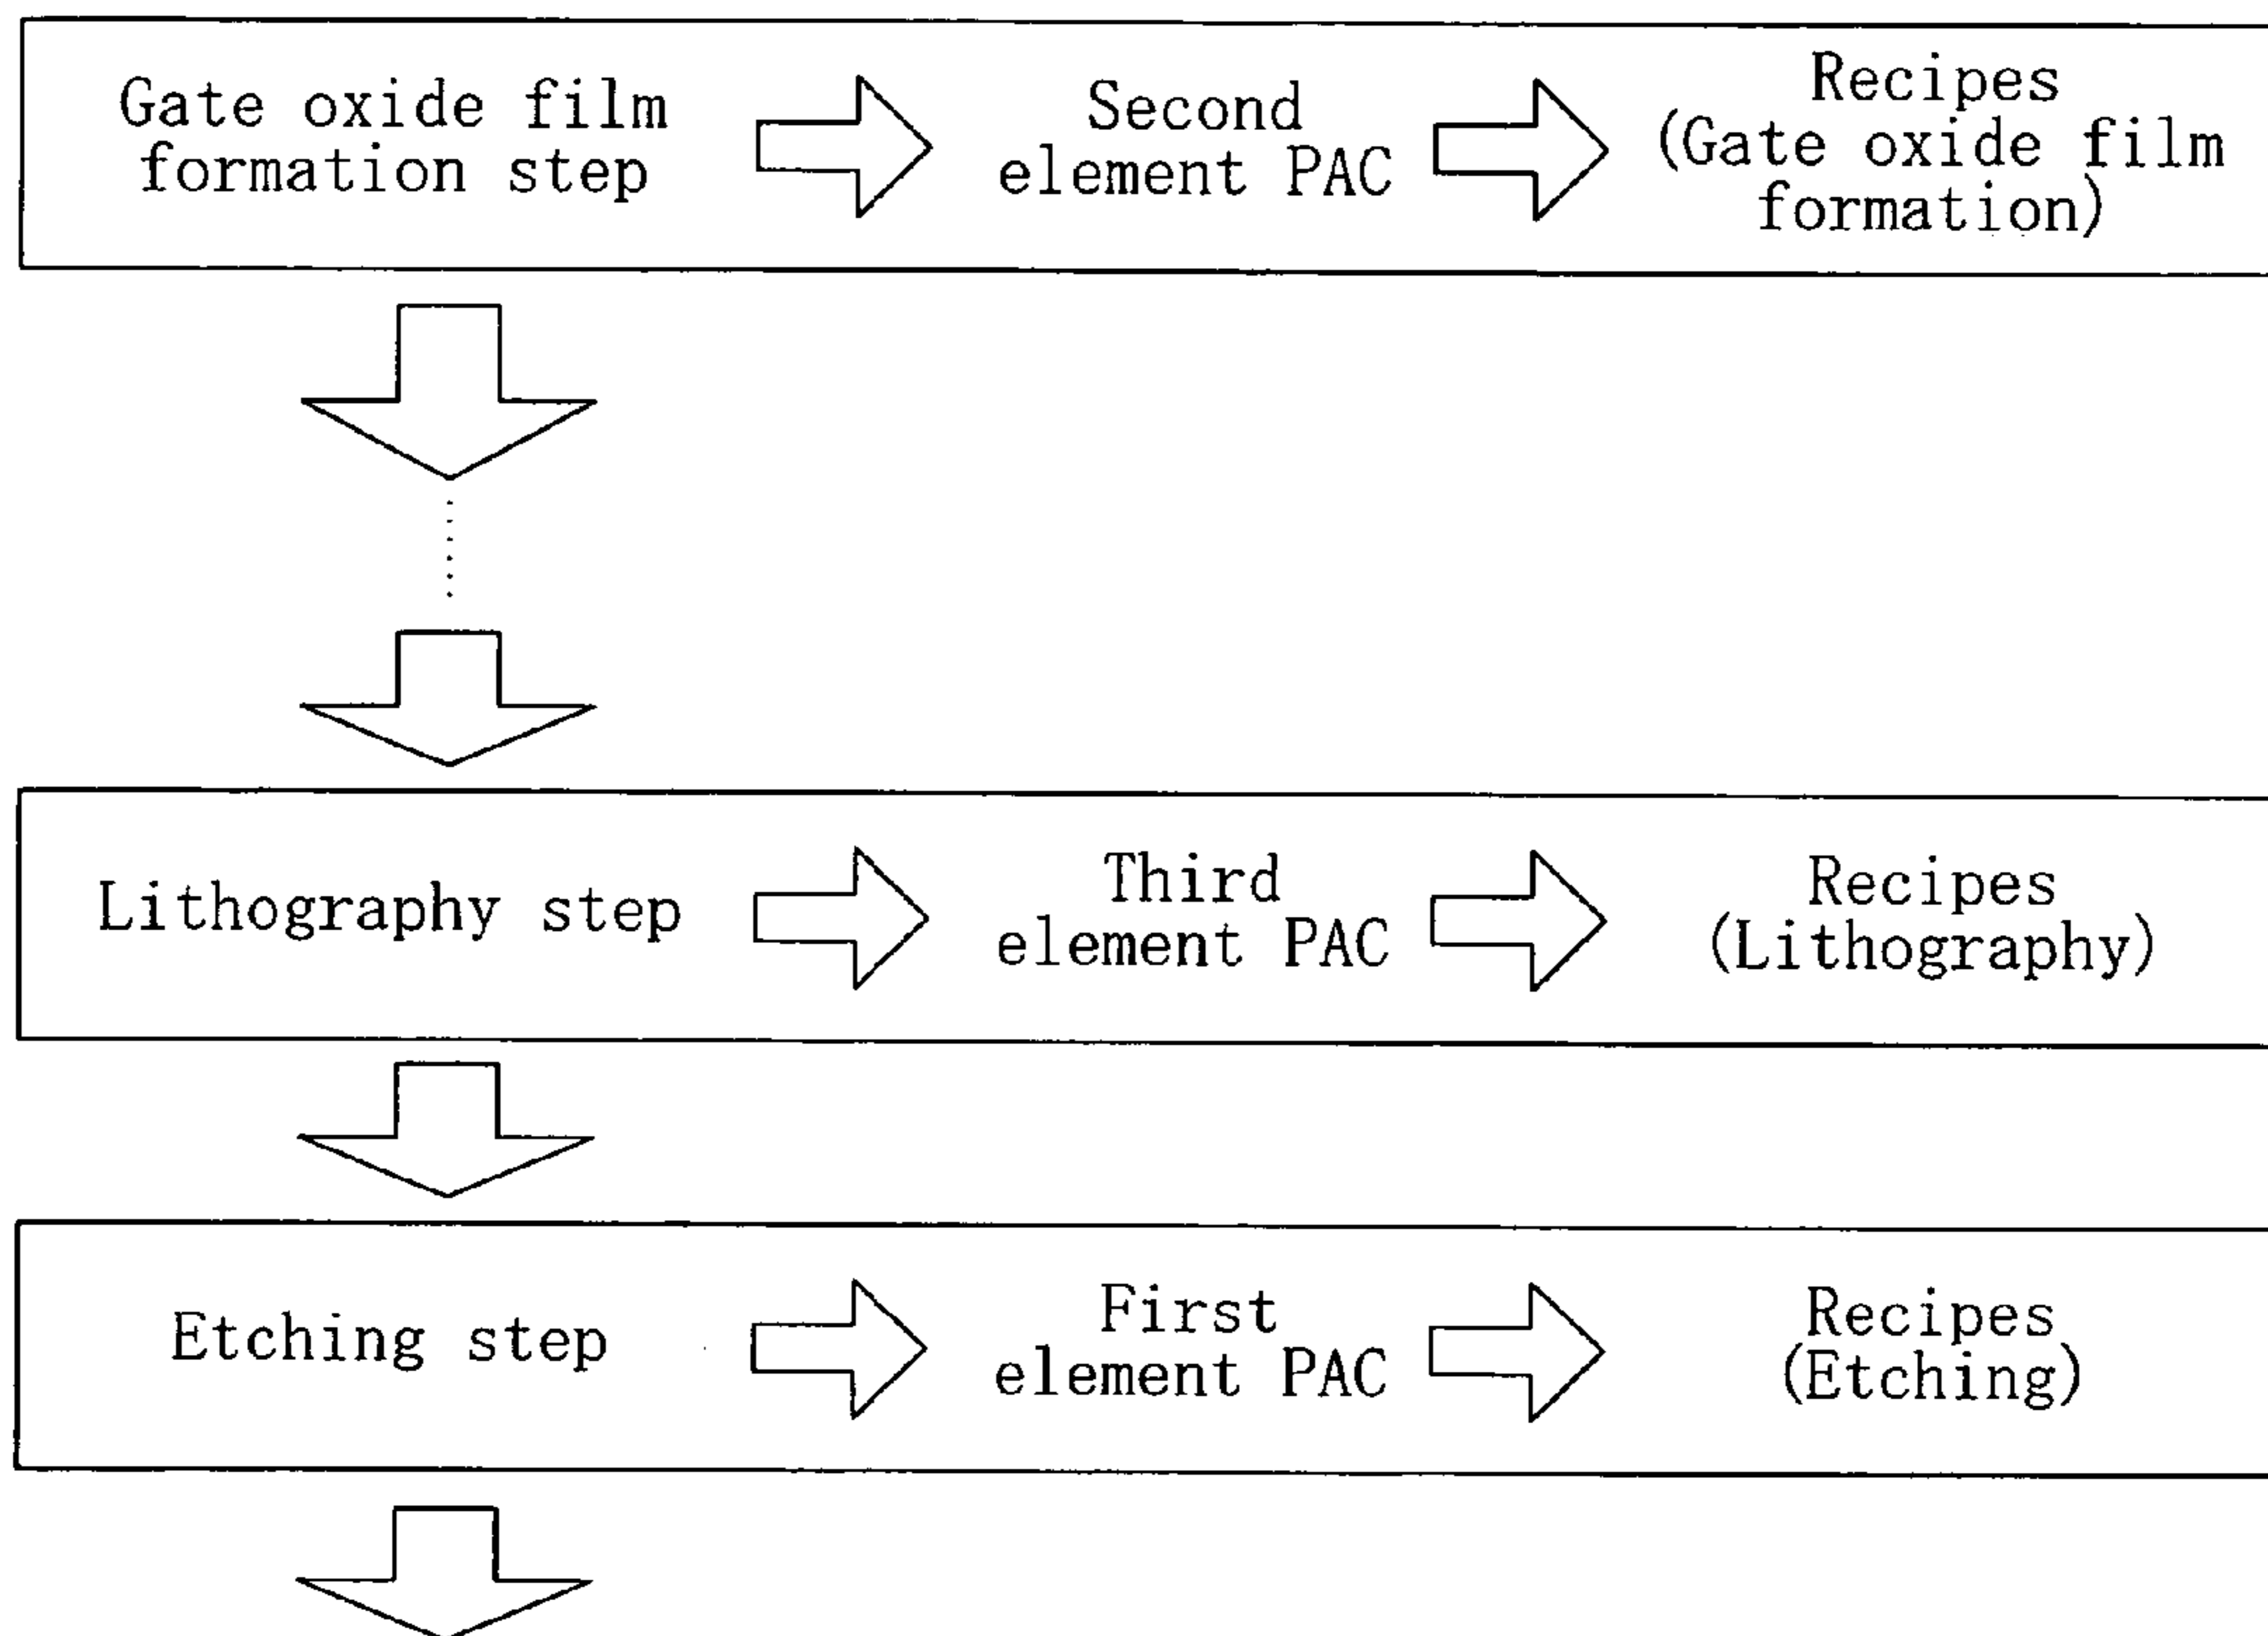 Gate oxide film
formation step
Second
element PAC
Recipes
(Gate oxide film
formation)
Lithography step
Third
element PAC
Recipes
(Lithography)
Etching step
First
element PAC
Recipes
(Etching)